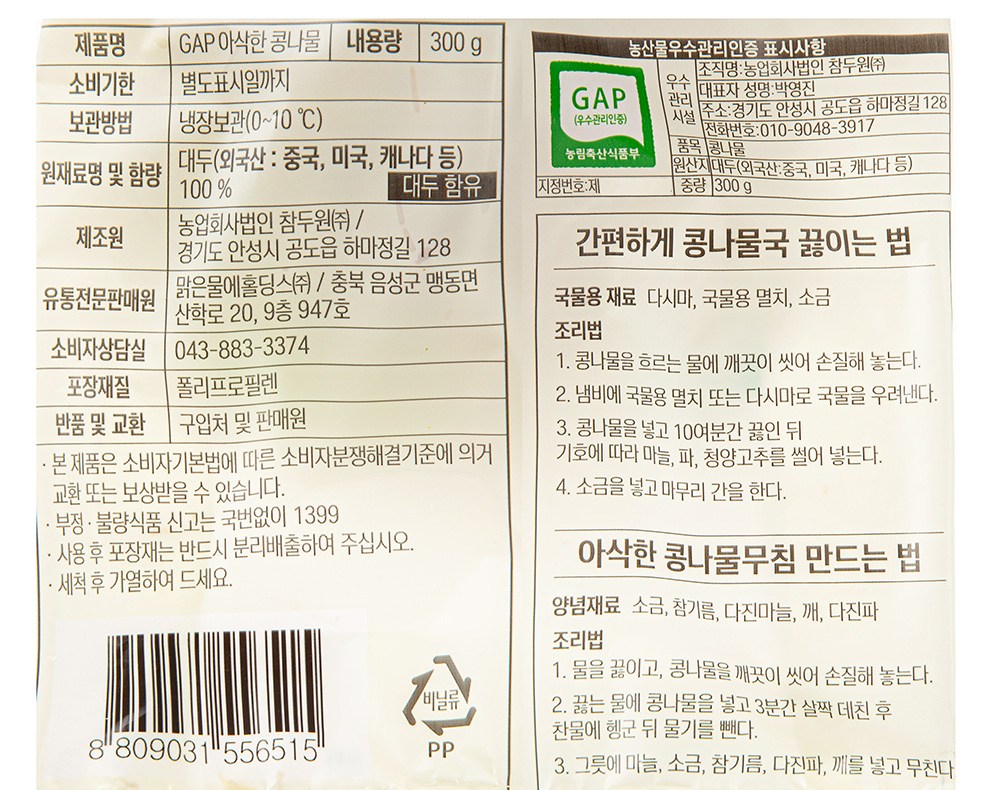 제품명 GAP 아삭한 콩나물 내용량 300 g
소비기한 별도표시일까지
보관방법 냉장보관(0~10 ℃)
원재료명 및 함량 대두(외국산 : 중국, 미국, 캐나다 등)
100 % 대두 함유
제조원 농업회사법인 참두원㈜ /
경기도 안성시 공도읍 하마정길 128
유통전문판매원 맑은물에홀딩스㈜ / 충북 음성군 맹동면
산학로 20, 9층 947호
소비자상담실 043-883-3374
포장재질 폴리프로필렌
반품 및 교환 구입처 및 판매원
· 본 제품은 소비자기본법에 따른 소비자분쟁해결기준에 의거
교환 또는 보상받을 수 있습니다.
· 부정 · 불량식품 신고는 국번없이 1399
· 사용 후 포장재는 반드시 분리배출하여 주십시오.
· 세척 후 가열하여 드세요.
8 809031 556515
비닐류
PP
농산물우수관리인증 표시사항
GAP
(우수관리인증)
농림축산식품부
지정번호:제
우수
관리
시설
조직명:농업회사법인 참두원㈜
대표자 성명:박영진
주소:경기도 안성시 공도읍 하마정길 128
전화번호:010-9048-3917
품목 콩나물
원산지 대두(외국산:중국, 미국, 캐나다 등)
중량 300 g
간편하게 콩나물국 끓이는 법
국물용 재료 다시마, 국물용 멸치, 소금
조리법
1. 콩나물을 흐르는 물에 깨끗이 씻어 손질해 놓는다.
2. 냄비에 국물용 멸치 또는 다시마로 국물을 우려낸다.
3. 콩나물을 넣고 10여분간 끓인 뒤
기호에 따라 마늘, 파, 청양고추를 썰어 넣는다.
4. 소금을 넣고 마무리 간을 한다.
아삭한 콩나물무침 만드는 법
양념재료 소금, 참기름, 다진마늘, 깨, 다진파
조리법
1. 물을 끓이고, 콩나물을 깨끗이 씻어 손질해 놓는다.
2. 끓는 물에 콩나물을 넣고 3분간 살짝 데친 후
찬물에 헹군 뒤 물기를 뺀다.
3. 그릇에 마늘, 소금, 참기름, 다진파, 깨를 넣고 무친다